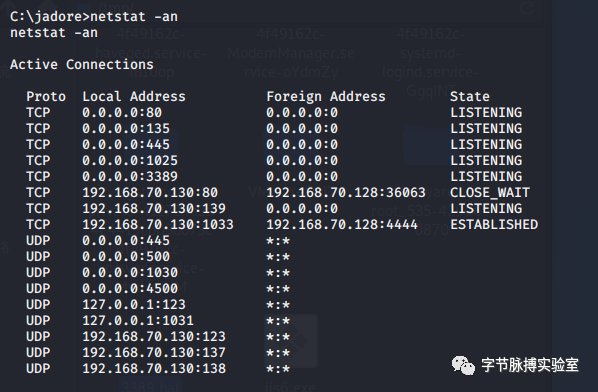 C:\jadore>netstat -an
netstat -an
Active Connections
Proto Local Address Foreign Address State
TCP 0.0.0.0:80 0.0.0.0:0 LISTENING
TCP 0.0.0.0:135 0.0.0.0:0 LISTENING
TCP 0.0.0.0:445 0.0.0.0:0 LISTENING
TCP 0.0.0.0:1025 0.0.0.0:0 LISTENING
TCP 0.0.0.0:3389 0.0.0.0:0 LISTENING
TCP 192.168.70.130:80 192.168.70.128:36063 CLOSE_WAIT
TCP 192.168.70.130:139 0.0.0.0:0 LISTENING
TCP 192.168.70.130:1033 192.168.70.128:4444 ESTABLISHED
UDP 0.0.0.0:445 *:*
UDP 0.0.0.0:500 *:*
UDP 0.0.0.0:1030 *:*
UDP 0.0.0.0:4500 *:*
UDP 127.0.0.1:123 *:*
UDP 127.0.0.1:1031 *:*
UDP 192.168.70.130:123 *:*
UDP 192.168.70.130:137 *:*
UDP 192.168.70.130:138 *:*
字节脉搏实验室